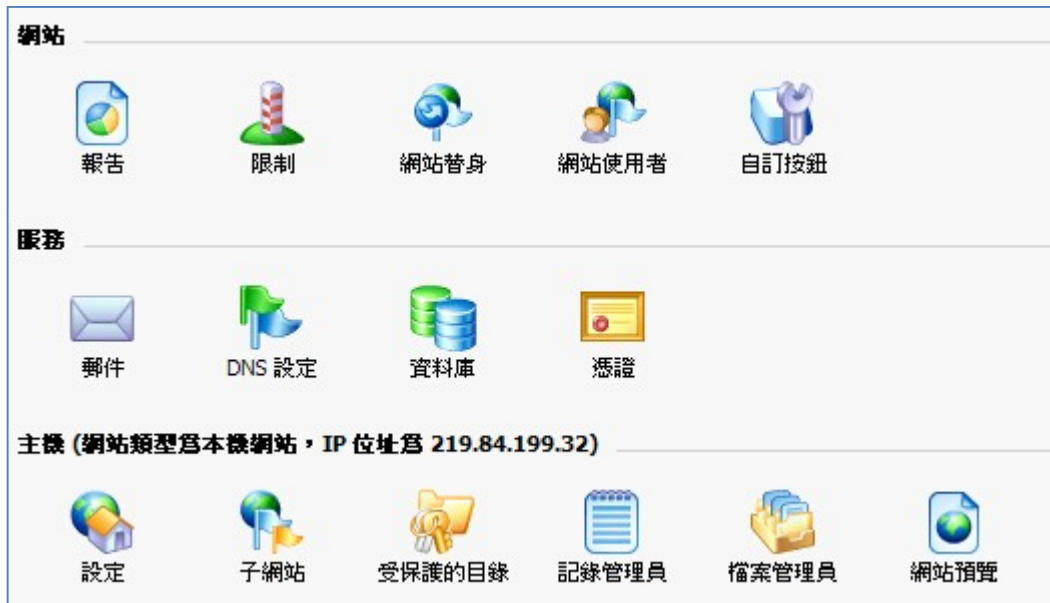 網站
報告 限制 網站替身 網站使用者 自訂按鈕
服務
郵件 DNS 設定 資料庫 憑證
主機 (網站類型爲本機網站，IP 位址爲 219.84.199.32)
設定 子網站 受保護的目錄 記錄管理員 檔案管理員 網站預覽